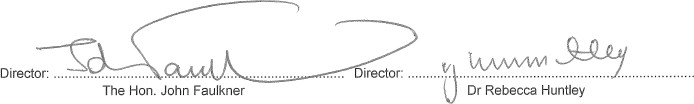 Director: Director:
The Hon. John Faulkner Dr Rebecca Huntley